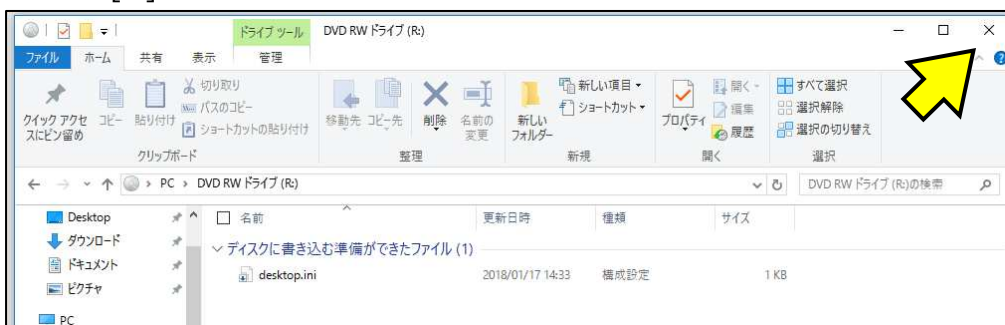 ドライブ ツール DVD RW ドライブ (R:)
ファイル ホーム 共有 表示 管理
クイック アクセスにピン留め コピー 貼り付け 切り取り パスのコピー ショートカットの貼り付け
移動先 コピー先 削除 名前の変更
新しいフォルダー 新しい項目 ショートカット
プロパティ 開く 編集 履歴
すべて選択 選択解除 選択の切り替え
クリップボード 整理 新規 開く 選択
PC > DVD RW ドライブ (R:) DVD RW ドライブ (R:)の検索
Desktop 名前 更新日時 種類 サイズ
ダウンロード ディスクに書き込む準備ができたファイル (1)
ドキュメント desktop.ini 2018/01/17 14:33 構成設定 1 KB
ピクチャ
PC